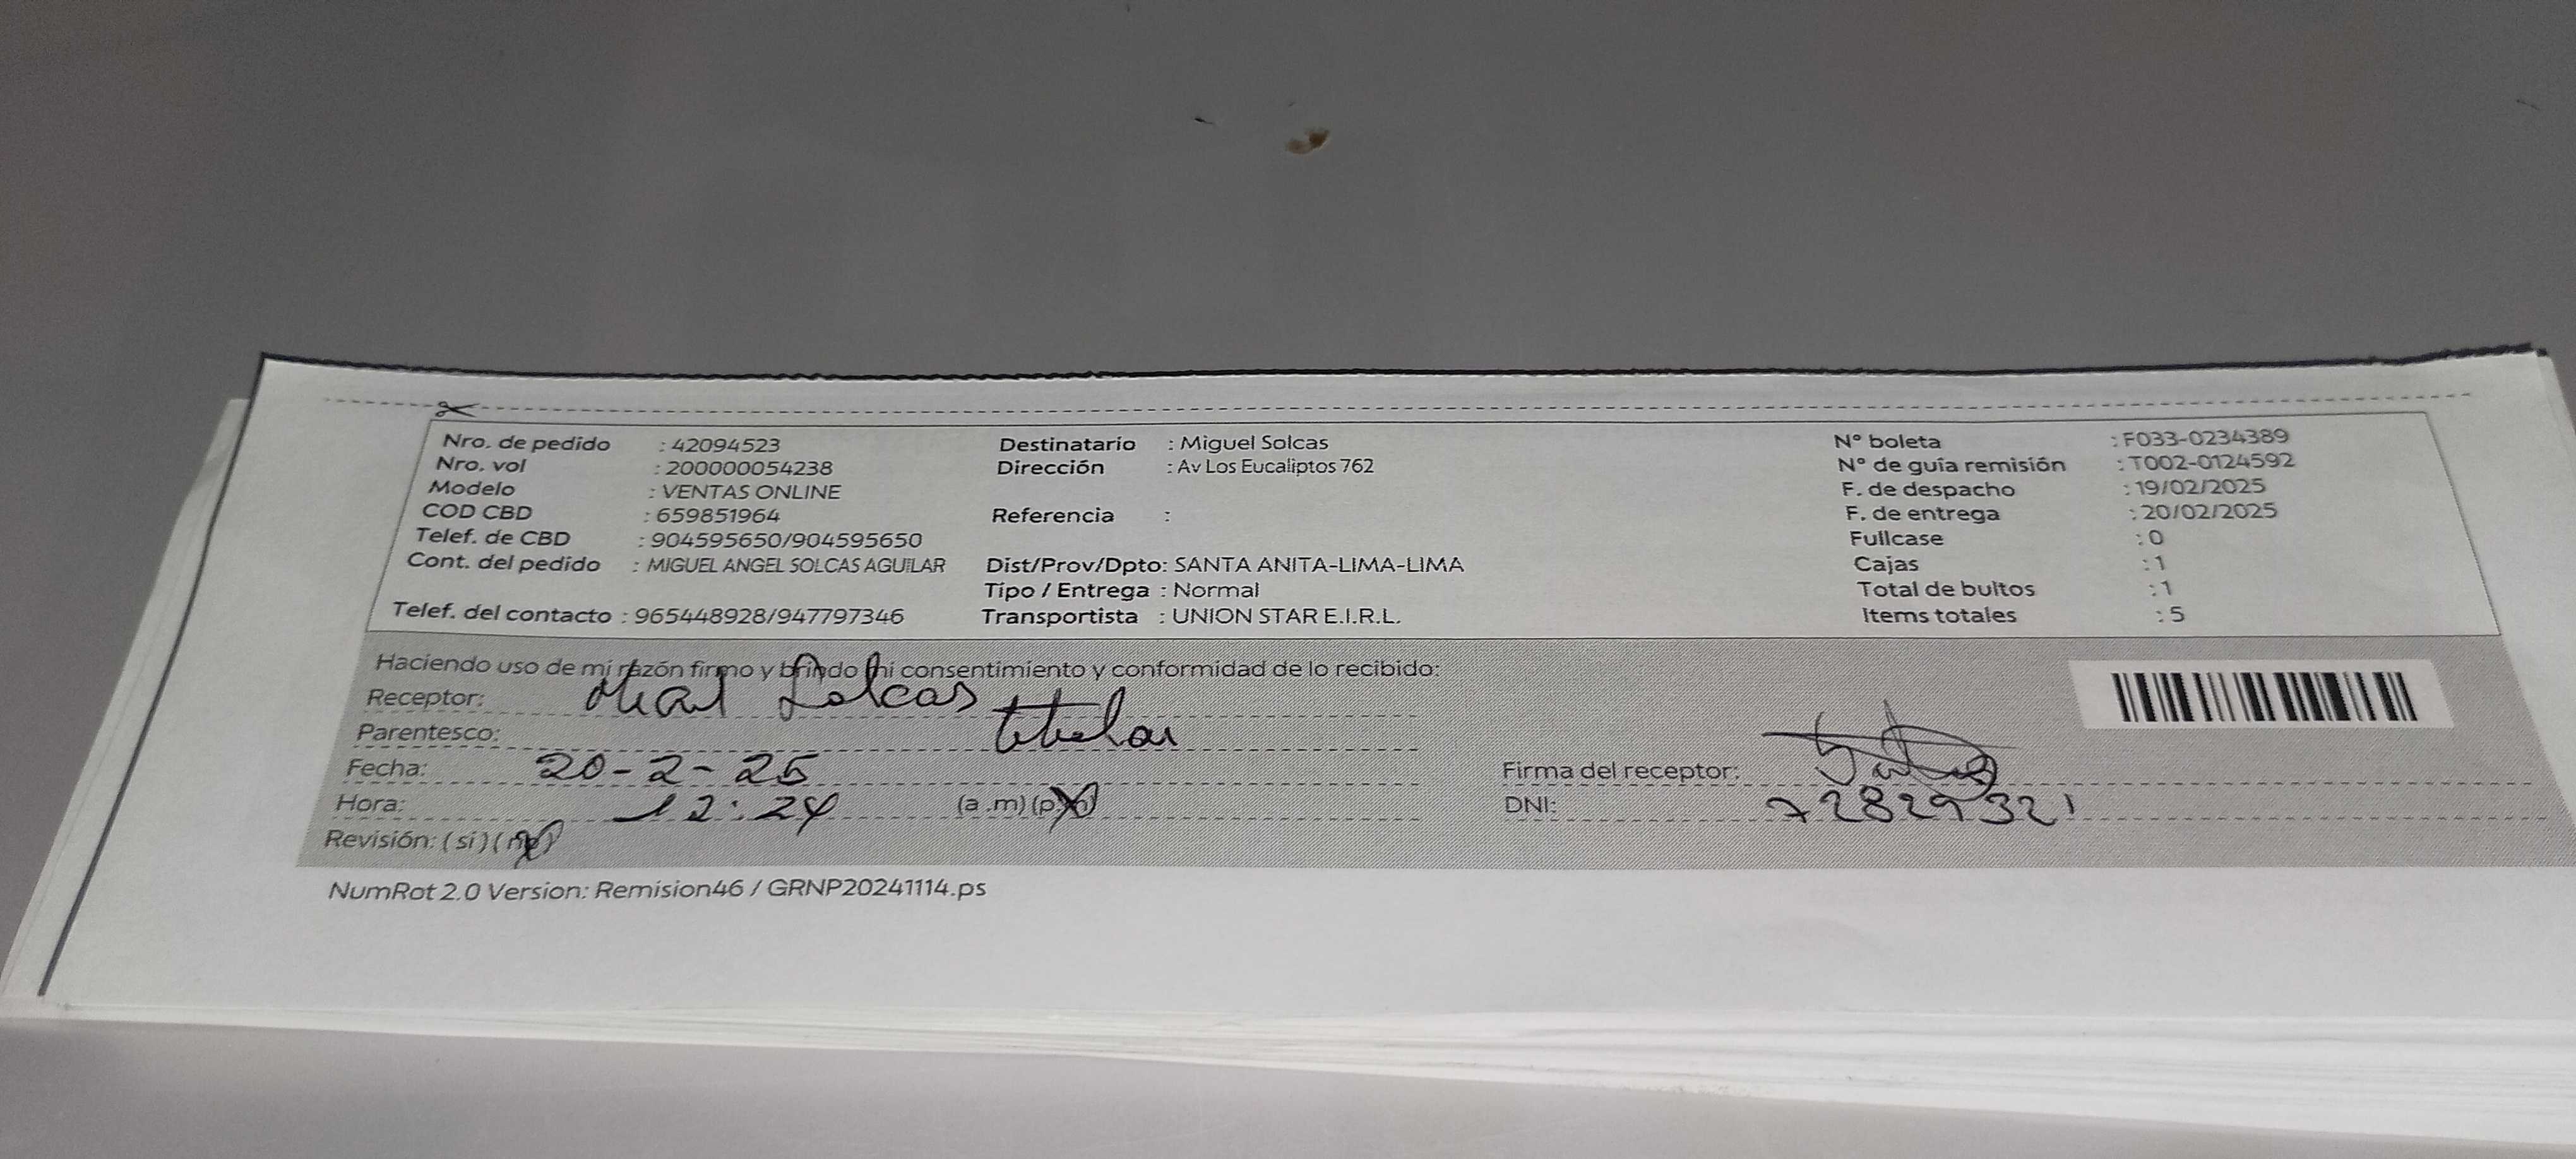 Nro. de pedido : 42094523
Nro. vol : 200000054238
Modelo : VENTAS ONLINE
COD CBD : 659851964
Telef. de CBD : 904595650/904595650
Cont. del pedido : MIGUEL ANGEL SOLCAS AGUILAR
Telef. del contacto : 965448928/947797346
Destinatario : Miguel Solcas
Dirección : Av Los Eucaliptos 762
Referencia :
Dist/Prov/Dpto: SANTA ANITA-LIMA-LIMA
Tipo / Entrega : Normal
Transportista : UNION STAR E.I.R.L.
N° boleta : F033-0234389
N° de guía remisión : T002-0124592
F. de despacho : 19/02/2025
F. de entrega : 20/02/2025
Fullcase : 0
Cajas : 1
Total de bultos : 1
Items totales : 5
Haciendo uso de mi razón firmo y brindo mi consentimiento y conformidad de lo recibido:
Receptor: Solcas
Parentesco: titular
Fecha: 20-2-25
Hora: 12:24 (a .m) (p.m)
Revisión: ( si ) ( no )
Firma del receptor:
DNI: 72829321
NumRot 2.0 Version: Remision46 / GRNP20241114.ps